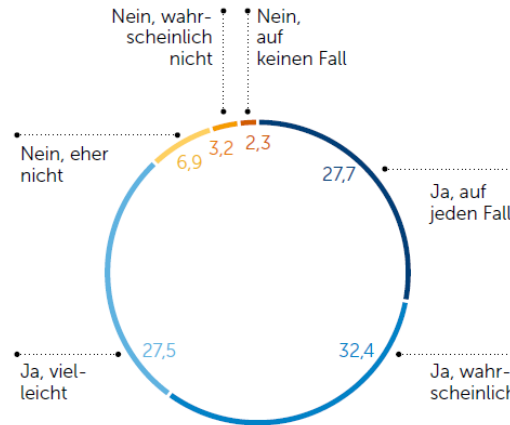 Nein, wahr-
scheinlich
nicht
Nein,
auf
keinen Fall
Nein, eher
nicht
6,9
3,2
2,3
27,7
Ja, auf
jeden Fall
27,5
32,4
Ja, viel-
leicht
Ja, wahr-
scheinlich